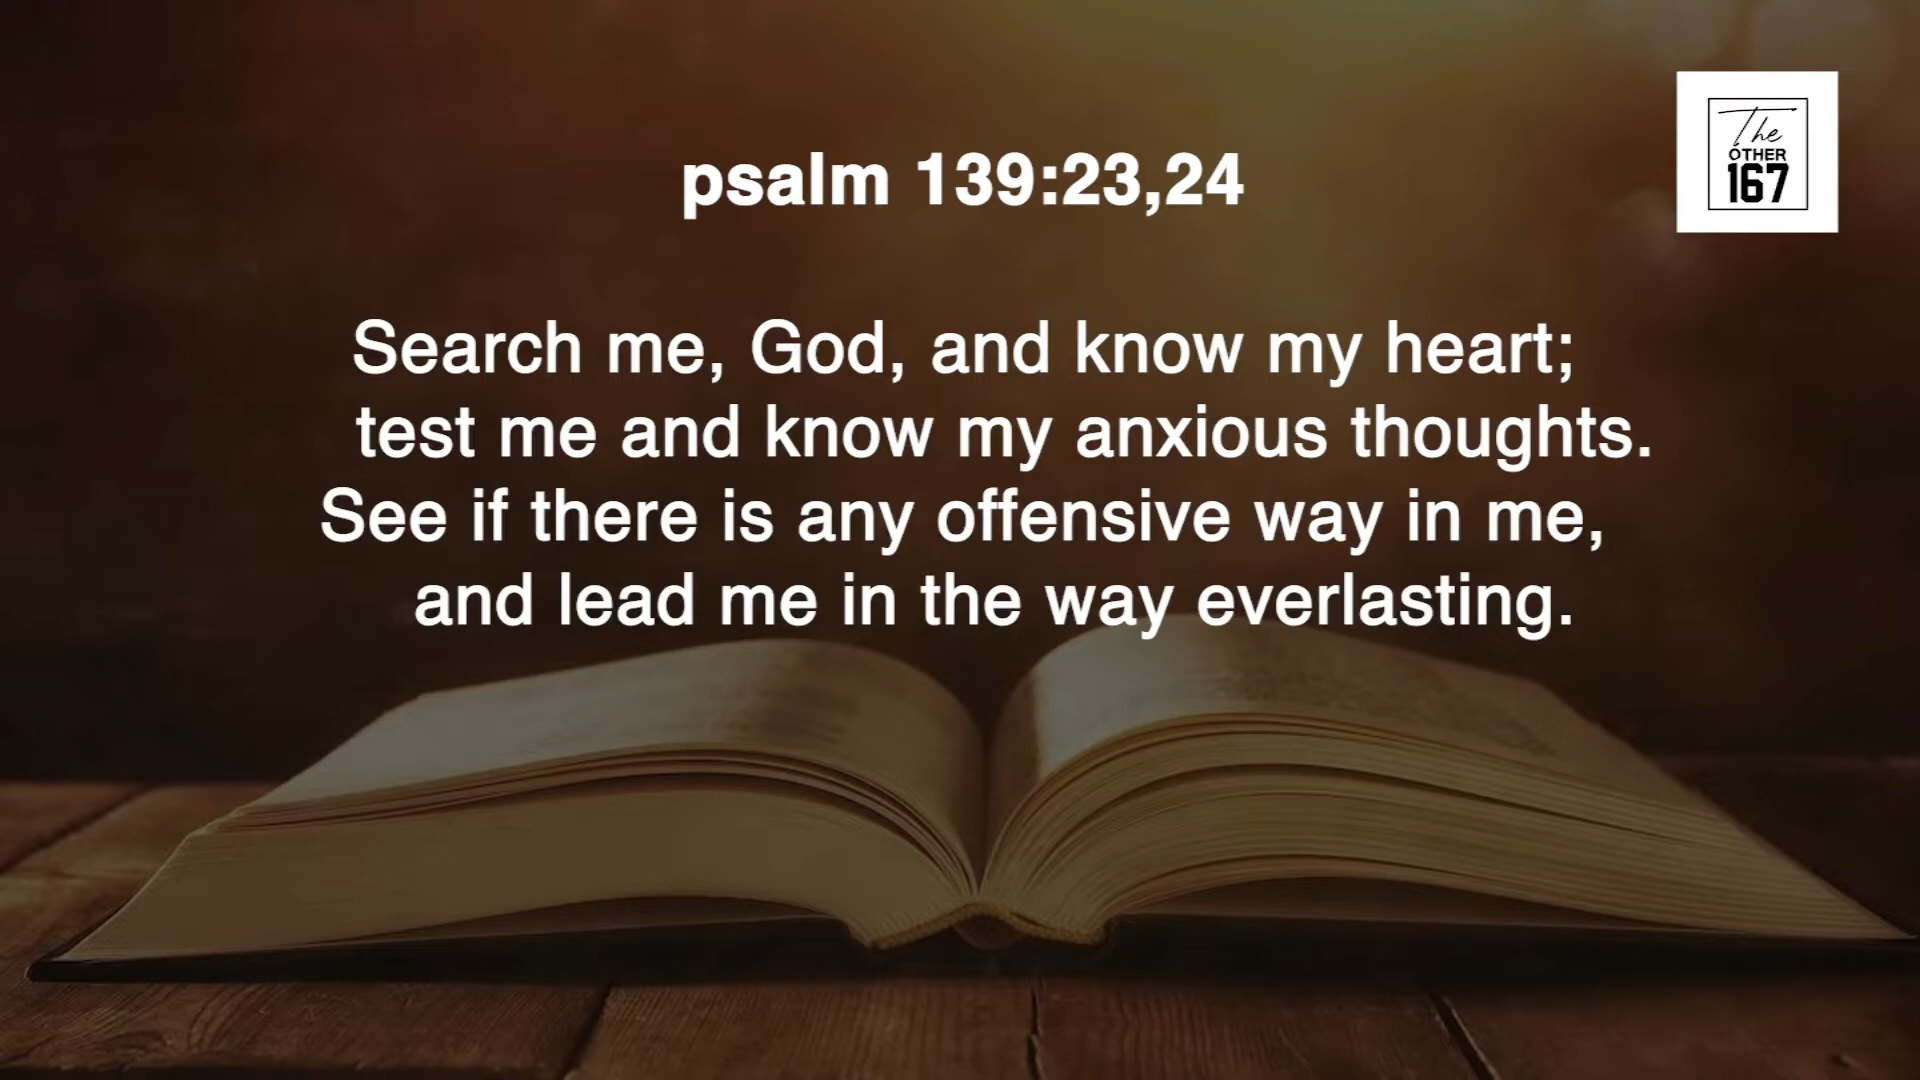 psalm 139:23,24
The
OTHER
167
Search me, God, and know my heart;
test me and know my anxious thoughts.
See if there is any offensive way in me,
and lead me in the way everlasting.